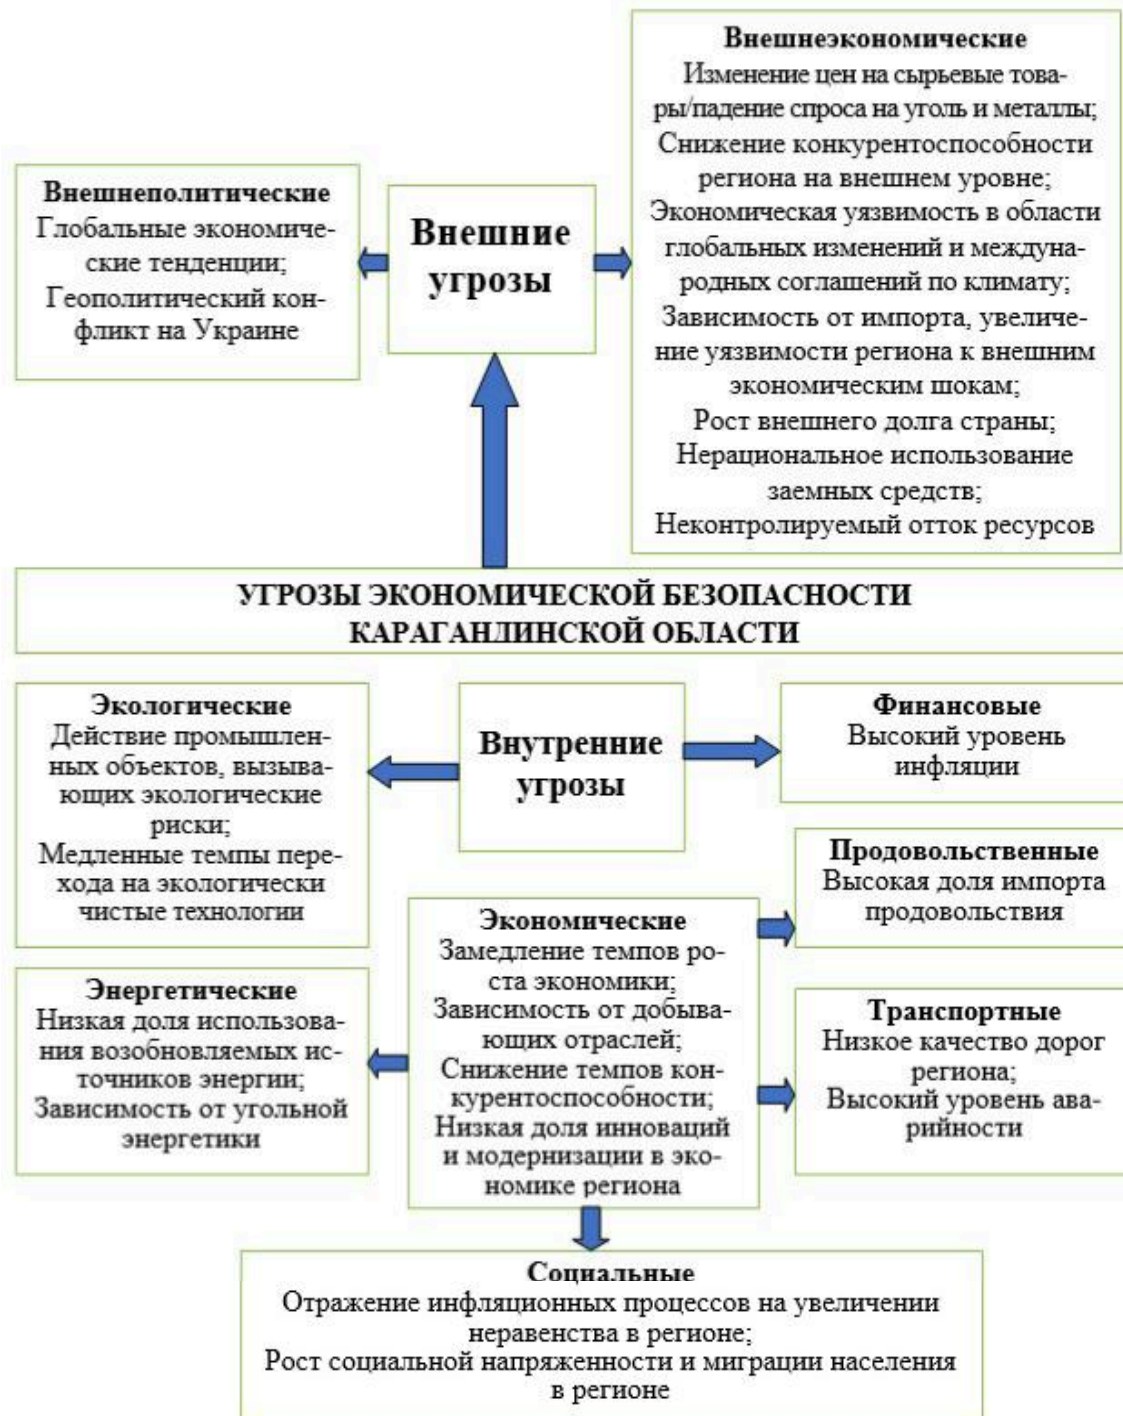 Внешнеэкономические
Изменение цен на сырьевые това-
ры/падение спроса на уголь и металлы;
Снижение конкурентоспособности
региона на внешнем уровне;
Экономическая уязвимость в области
глобальных изменений и междуна-
родных соглашений по климату;
Зависимость от импорта, увеличе-
ние уязвимости региона к внешним
экономическим шокам;
Рост внешнего долга страны;
Нерациональное использование
заемных средств;
Неконтролируемый отток ресурсов
Внешнеполитические
Глобальные экономиче-
ские тенденции;
Геополитический кон-
фликт на Украине
Внешние
угрозы
УГРОЗЫ ЭКОНОМИЧЕСКОЙ БЕЗОПАСНОСТИ
КАРАГАНДИНСКОЙ ОБЛАСТИ
Экологические
Действие промышлен-
ных объектов, вызыва-
ющих экологические
риски;
Медленные темпы пере-
хода на экологически
чистые технологии
Внутренние
угрозы
Финансовые
Высокий уровень
инфляции
Продовольственные
Высокая доля импорта
продовольствия
Экономические
Замедление темпов ро-
ста экономики;
Зависимость от добыва-
ющих отраслей;
Снижение темпов кон-
курентоспособности;
Низкая доля инноваций
и модернизации в эко-
номике региона
Энергетические
Низкая доля использова-
ния возобновляемых ис-
точников энергии;
Зависимость от угольной
энергетики
Транспортные
Низкое качество дорог
региона;
Высокий уровень ава-
рийности
Социальные
Отражение инфляционных процессов на увеличении
неравенства в регионе;
Рост социальной напряженности и миграции населения
в регионе